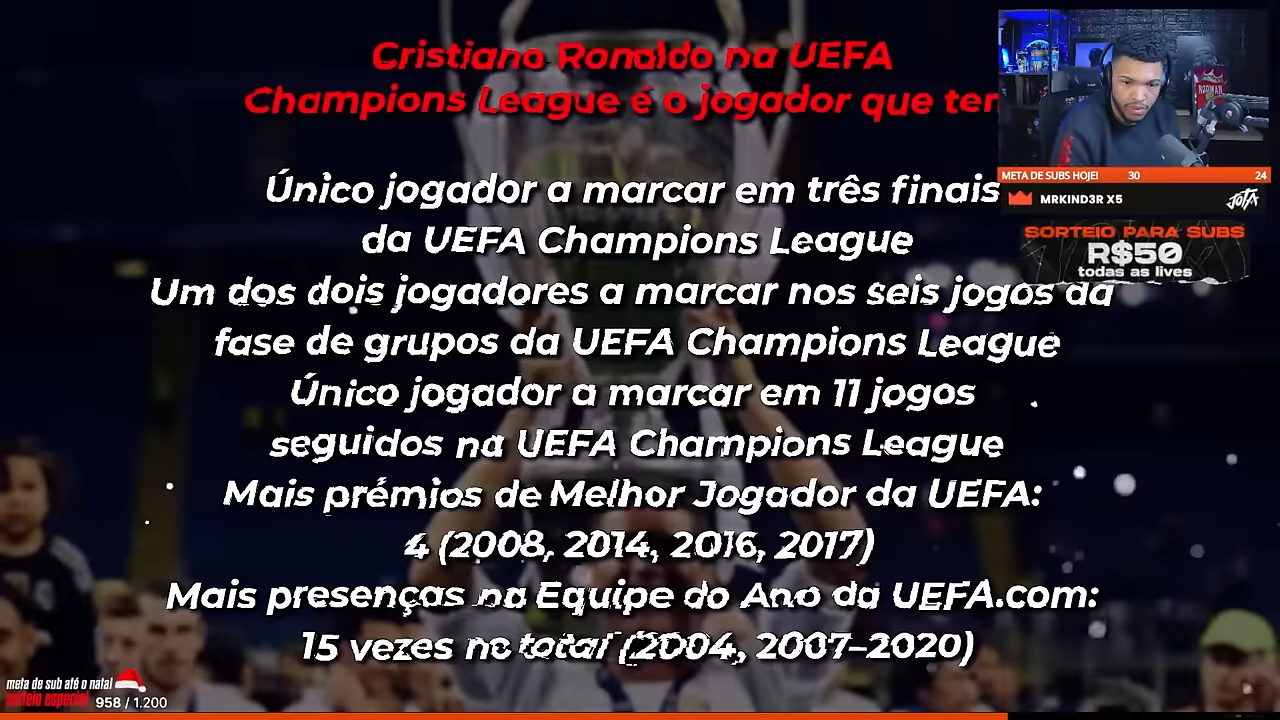 Cristiano Ronaldo na UEFA
Champions League é o jogador que tem
Único jogador a marcar em três finais
da UEFA Champions League
Um dos dois jogadores a marcar nos seis jogos da
fase de grupos da UEFA Champions League
Único jogador a marcar em 11 jogos
seguidos na UEFA Champions League
Mais prémios de Melhor Jogador da UEFA:
4 (2008, 2014, 2016, 2017)
Mais presenças na Equipe do Ano da UEFA.com:
15 vezes no total (2004, 2007–2020)
META DE SUBS HOJE! 30 24
MRKIND3R X5 JOTA
SORTEIO PARA SUBS
R$50
todas as lives
meta de sub até o natal
sorteio especial 958 / 1.200